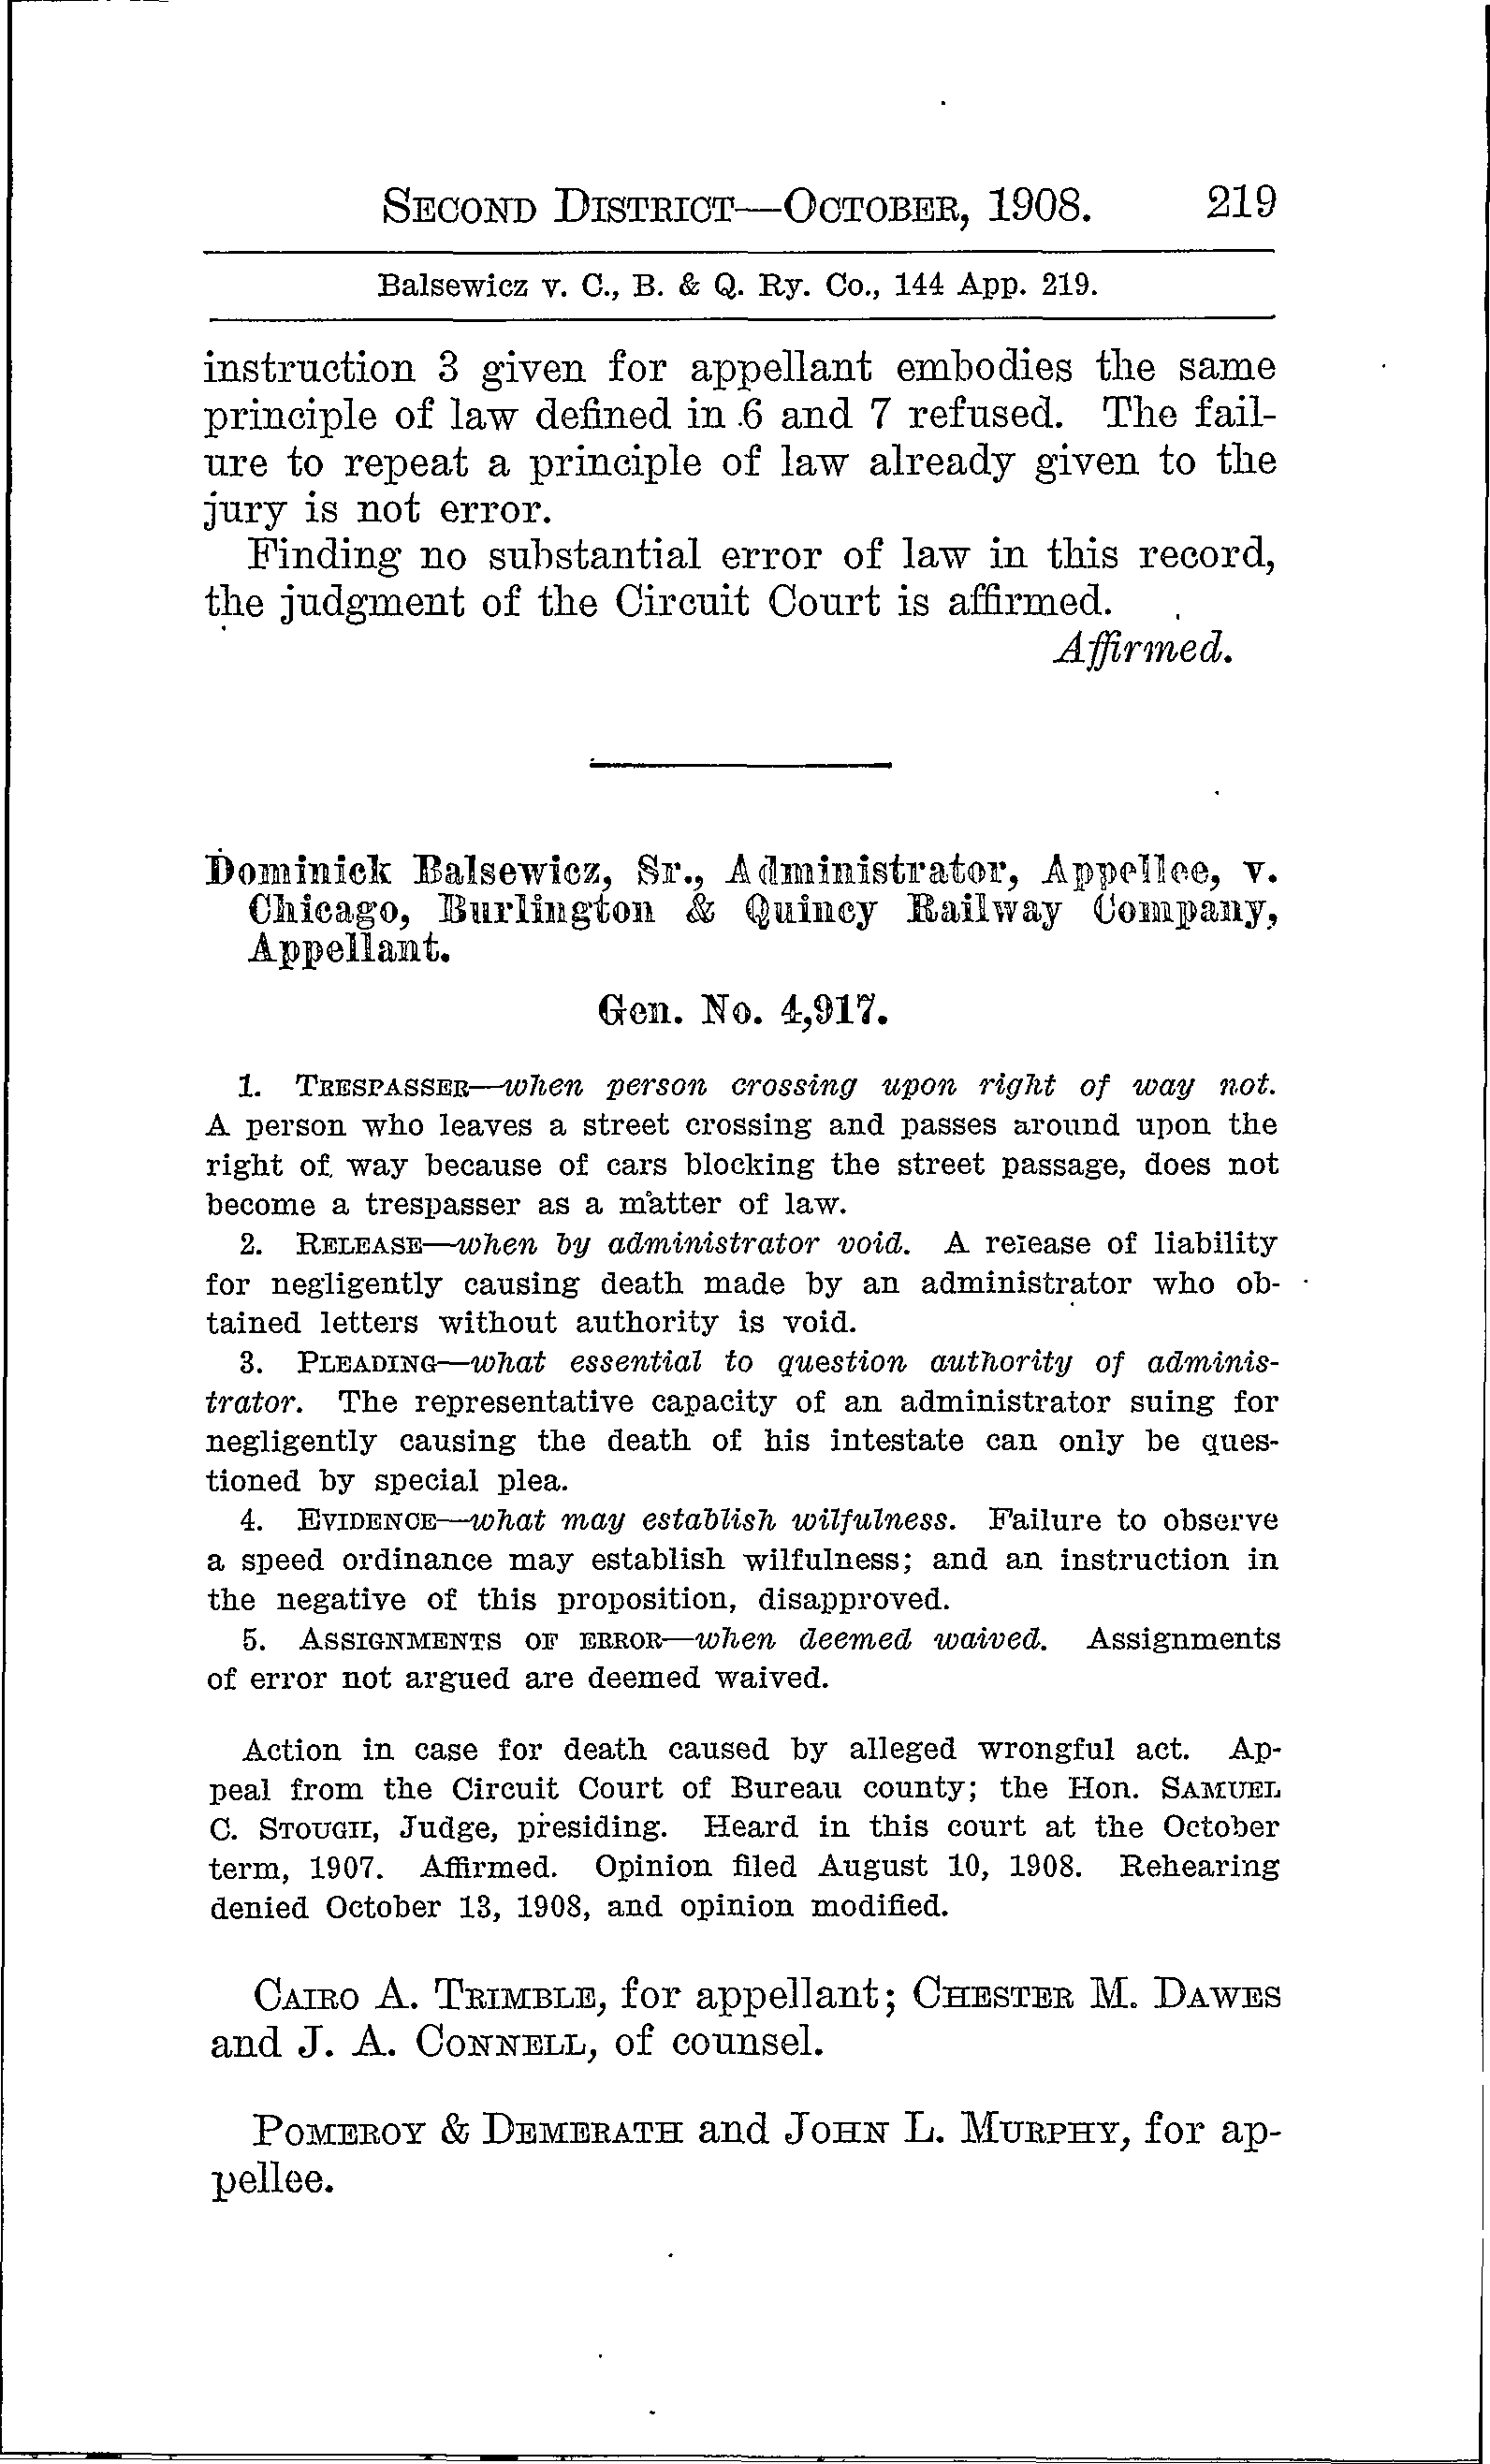 SECOND DISTRICT—OCTOBER, 1908. 219
Balsewicz v. C., B. & Q. Ry. Co., 144 App. 219.
instruction 3 given for appellant embodies the same
principle of law defined in 6 and 7 refused. The fail-
ure to repeat a principle of law already given to the
jury is not error.
Finding no substantial error of law in this record,
the judgment of the Circuit Court is affirmed.
Affirmed.
Dominick Balsewicz, Sr., Administrator, Appellee, v.
Chicago, Burlington & Quincy Railway Company,
Appellant.
Gen. No. 4,917.
1. TRESPASSER—when person crossing upon right of way not.
A person who leaves a street crossing and passes around upon the
right of way because of cars blocking the street passage, does not
become a trespasser as a matter of law.
2. RELEASE—when by administrator void. A release of liability
for negligently causing death made by an administrator who ob-
tained letters without authority is void.
3. PLEADING—what essential to question authority of adminis-
trator. The representative capacity of an administrator suing for
negligently causing the death of his intestate can only be ques-
tioned by special plea.
4. EVIDENCE—what may establish wilfulness. Failure to observe
a speed ordinance may establish wilfulness; and an instruction in
the negative of this proposition, disapproved.
5. ASSIGNMENTS OF ERROR—when deemed waived. Assignments
of error not argued are deemed waived.
Action in case for death caused by alleged wrongful act. Ap-
peal from the Circuit Court of Bureau county; the Hon. SAMUEL
C. STOUGH, Judge, presiding. Heard in this court at the October
term, 1907. Affirmed. Opinion filed August 10, 1908. Rehearing
denied October 13, 1908, and opinion modified.
CAIRO A. TRIMBLE, for appellant; CHESTER M. DAWES
and J. A. CONNELL, of counsel.
POMEROY & DEMERATH and JOHN L. MURPHY, for ap-
pellee.